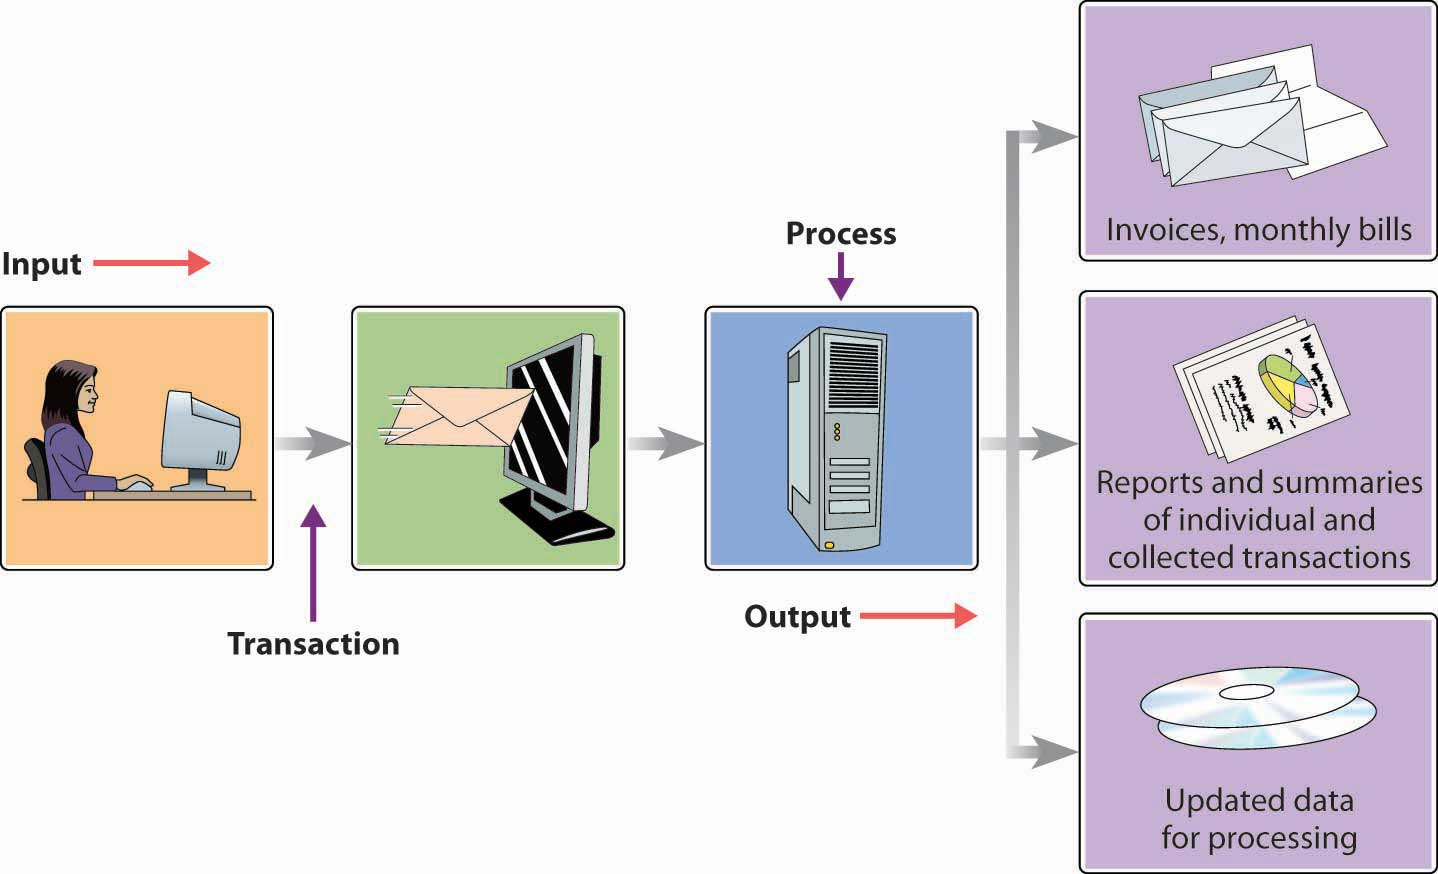 Input
Transaction
Process
Output
Invoices, monthly bills
Reports and summaries
of individual and
collected transactions
Updated data
for processing